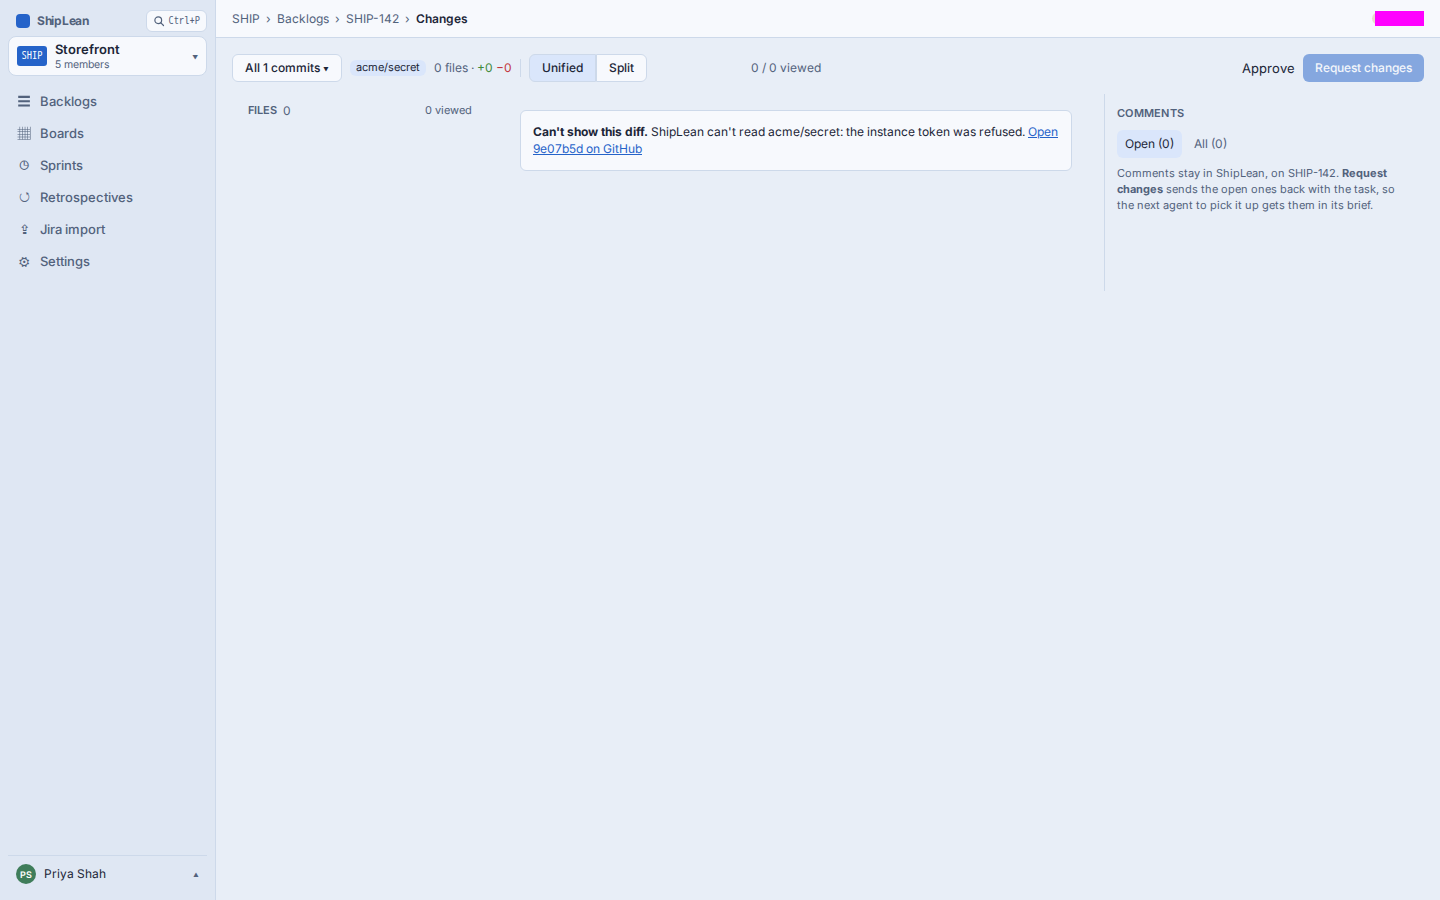 ShipLean
Ctrl+P
SHIP
Storefront
5 members
Backlogs
Boards
Sprints
Retrospectives
Jira import
Settings
PS
Priya Shah
SHIP › Backlogs › SHIP-142 › Changes
All 1 commits
acme/secret
0 files · +0 −0
Unified
Split
0 / 0 viewed
Approve
Request changes
FILES 0
0 viewed
Can't show this diff. ShipLean can't read acme/secret: the instance token was refused. Open
9e07b5d on GitHub
COMMENTS
Open (0)
All (0)
Comments stay in ShipLean, on SHIP-142. Request
changes sends the open ones back with the task, so
the next agent to pick it up gets them in its brief.